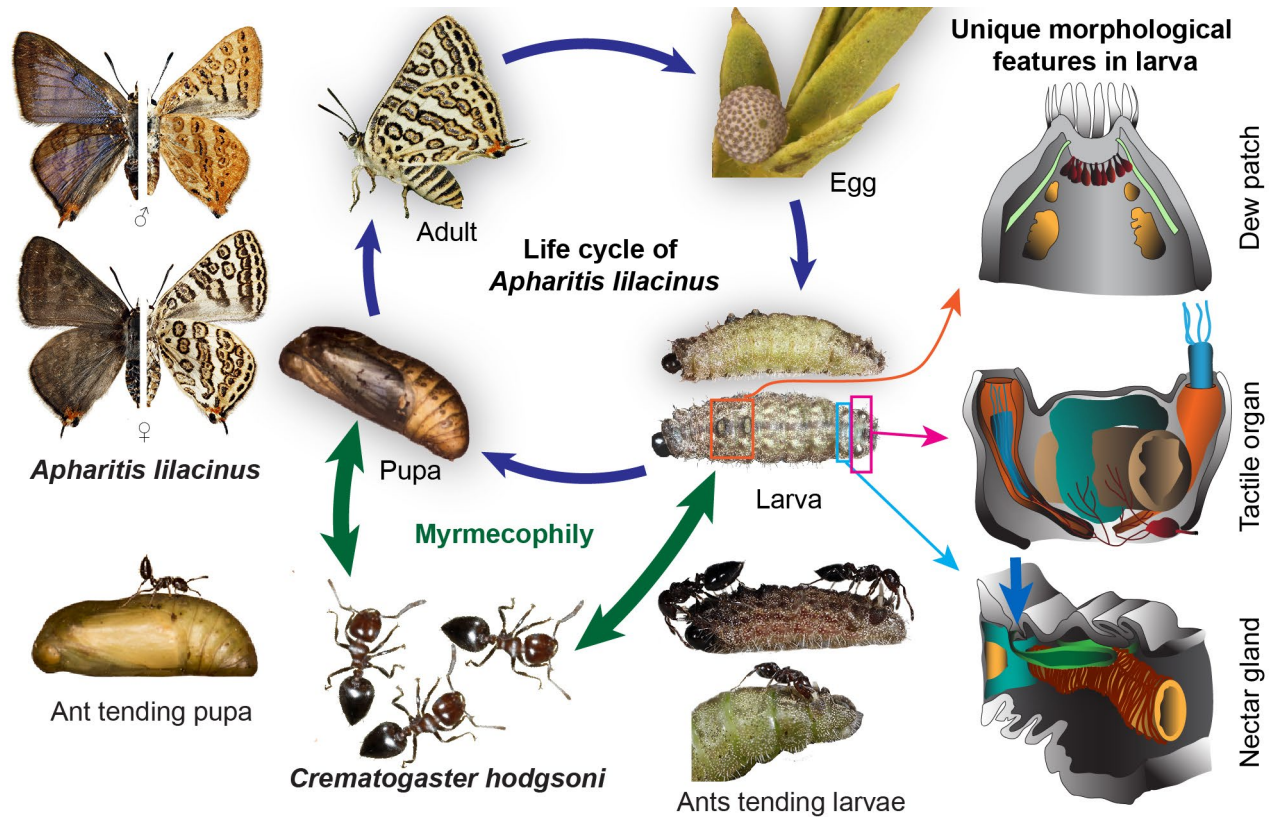 Unique morphological
features in larva
Dew patch
Egg
Adult
♂
Life cycle of
Apharitis lilacinus
♀
Apharitis lilacinus
Pupa
Larva
Tactile organ
Myrmecophily
Ant tending pupa
Crematogaster hodgsoni
Ants tending larvae
Nectar gland